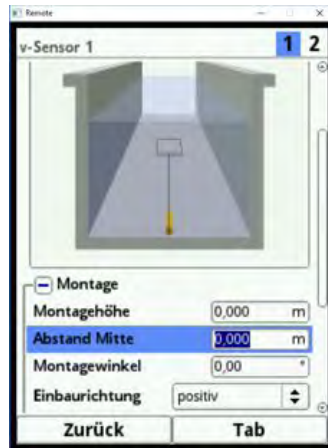 Remote
v-Sensor 1 1 2
Montage
Montagehöhe 0,000 m
Abstand Mitte 0,000 m
Montagewinkel 0,00 °
Einbaurichtung positiv
Zurück Tab